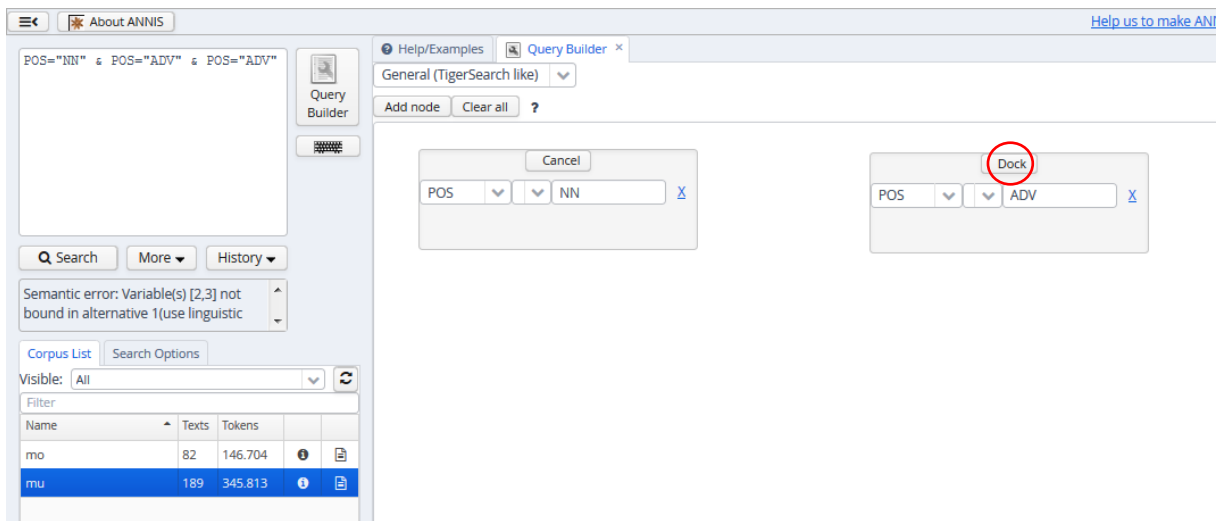 About ANNIS
Help us to make ANN
POS="NN" & POS="ADV" & POS="ADV"
Query
Builder
Search More History
Semantic error: Variable(s) [2,3] not
bound in alternative 1(use linguistic
Corpus List Search Options
Visible: All
Filter
Name Texts Tokens
mo 82 146.704
mu 189 345.813
Help/Examples Query Builder ×
General (TigerSearch like)
Add node Clear all ?
Cancel
POS NN X
Dock
POS ADV X